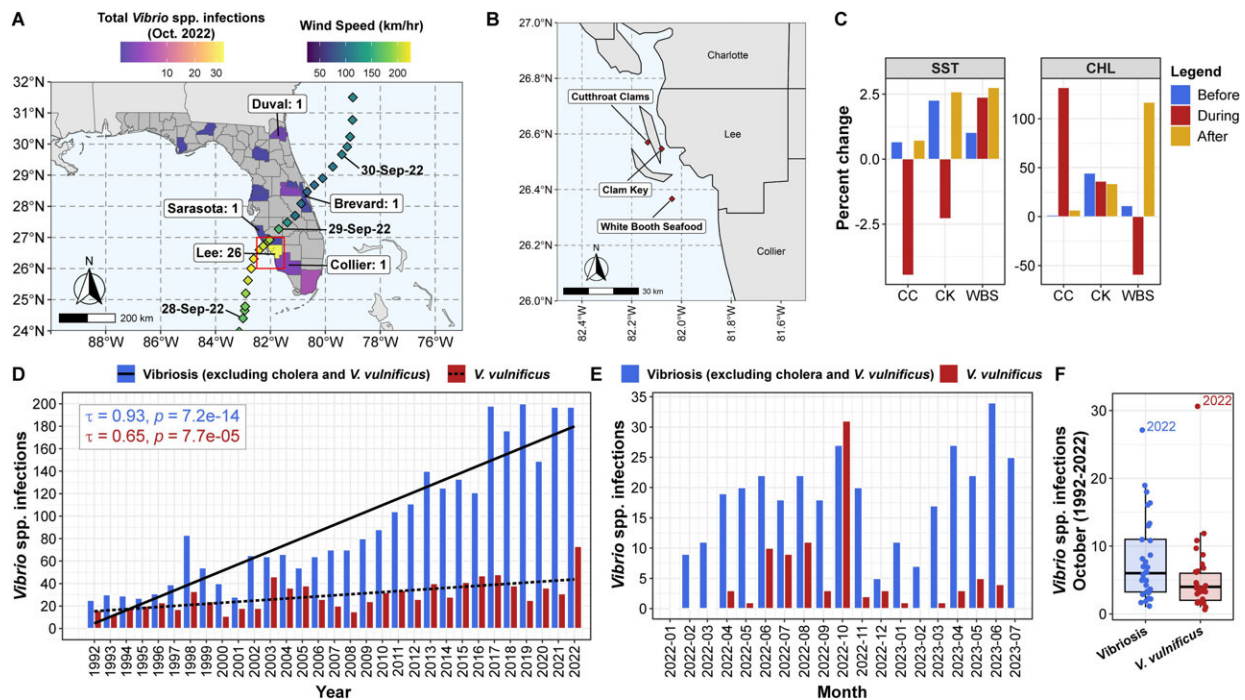 A
Total Vibrio spp. infections
(Oct. 2022)
10 20 30
Wind Speed (km/hr)
50 100 150 200
32°N
31°N
30°N
29°N
28°N
27°N
26°N
25°N
24°N
Duval: 1
30-Sep-22
Sarasota: 1
Brevard: 1
29-Sep-22
Lee: 26
Collier: 1
N
28-Sep-22
200 km
88°W 86°W 84°W 82°W 80°W 78°W 76°W
B
27.0°N
26.8°N
26.6°N
26.4°N
26.2°N
26.0°N
Charlotte
Cutthroat Clams
Lee
Clam Key
White Booth Seafood
Collier
N
30 km
82.4°W 82.2°W 82.0°W 81.8°W 81.6°W
C
SST CHL
Percent change
2.5
0.0
-2.5
100
50
0
-50
CC CK WBS
CC CK WBS
Legend
Before
During
After
D
Vibriosis (excluding cholera and V. vulnificus) V. vulnificus
Vibrio spp. infections
200
180
160
140
120
100
80
60
40
20
0
τ = 0.93, p = 7.2e-14
τ = 0.65, p = 7.7e-05
1992 1993 1994 1995 1996 1997 1998 1999 2000 2001 2002 2003 2004 2005 2006 2007 2008 2009 2010 2011 2012 2013 2014 2015 2016 2017 2018 2019 2020 2021 2022
Year
E
Vibriosis (excluding cholera and V. vulnificus) V. vulnificus
Vibrio spp. infections
35
30
25
20
15
10
5
0
2022-01 2022-02 2022-03 2022-04 2022-05 2022-06 2022-07 2022-08 2022-09 2022-10 2022-11 2022-12 2023-01 2023-02 2023-03 2023-04 2023-05 2023-06 2023-07
Month
F
Vibrio spp. infections
October (1992-2022)
30
20
10
0
2022
2022
Vibriosis
V. vulnificus